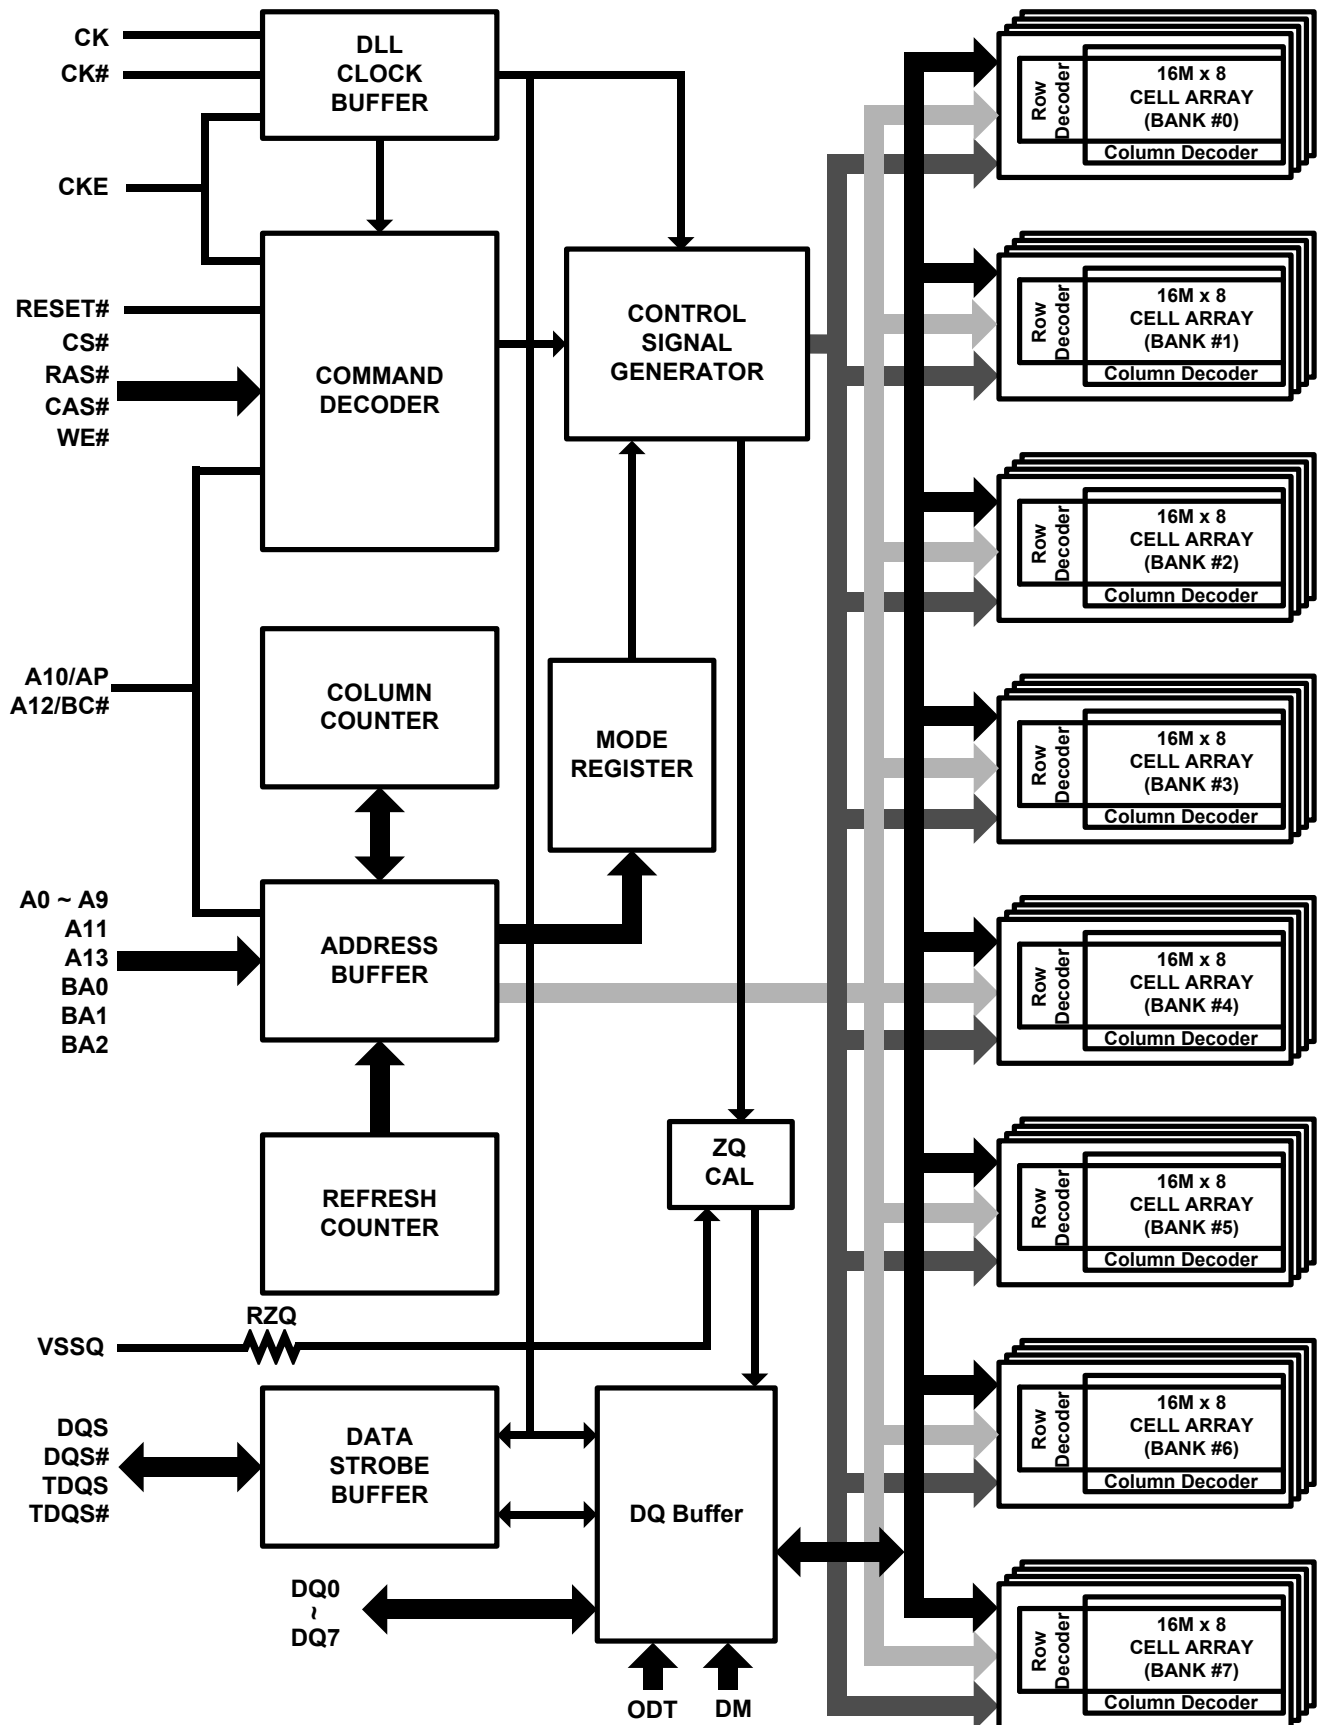 CK
CK#
CKE
RESET#
CS#
RAS#
CAS#
WE#
A10/AP
A12/BC#
A0 ~ A9
A11
A13
BA0
BA1
BA2
VSSQ
RZQ
DQS
DQS#
TDQS
TDQS#
DQ0
~
DQ7
ODT
DM
DLL
CLOCK
BUFFER
COMMAND
DECODER
COLUMN
COUNTER
ADDRESS
BUFFER
REFRESH
COUNTER
DATA
STROBE
BUFFER
CONTROL
SIGNAL
GENERATOR
MODE
REGISTER
ZQ
CAL
DQ Buffer
Row
Decoder
16M x 8
CELL ARRAY
(BANK #0)
Column Decoder
Row
Decoder
16M x 8
CELL ARRAY
(BANK #1)
Column Decoder
Row
Decoder
16M x 8
CELL ARRAY
(BANK #2)
Column Decoder
Row
Decoder
16M x 8
CELL ARRAY
(BANK #3)
Column Decoder
Row
Decoder
16M x 8
CELL ARRAY
(BANK #4)
Column Decoder
Row
Decoder
16M x 8
CELL ARRAY
(BANK #5)
Column Decoder
Row
Decoder
16M x 8
CELL ARRAY
(BANK #6)
Column Decoder
Row
Decoder
16M x 8
CELL ARRAY
(BANK #7)
Column Decoder